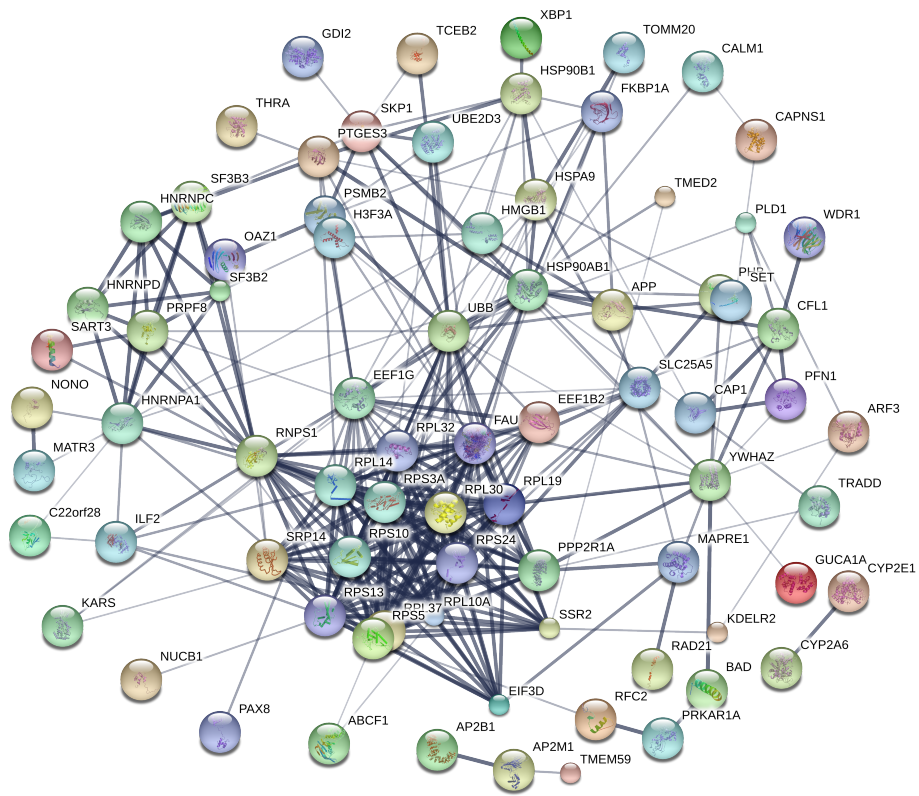 XBP1
GDI2
TCEB2
TOMM20
CALM1
HSP90B1
THRA
SKP1
FKBP1A
PTGES3
UBE2D3
CAPNS1
SF3B3
HNRNPC
PSMB2
HSPA9
TMED2
H3F3A
HMGB1
PLD1
WDR1
OAZ1
SF3B2
HSP90AB1
SET
HNRNPD
PRPF8
UBB
APP
CFL1
SART3
SLC25A5
EEF1G
NONO
HNRNPA1
EEF1B2
CAP1
PFN1
ARF3
RPL32
FAU
MATR3
RNPS1
YWHAZ
RPL14
RPS3A
RPL30
RPL19
TRADD
C22orf28
ILF2
SRP14
RPS10
RPS24
PPP2R1A
MAPRE1
GUCA1A
CYP2E1
RPS13
RPL37
RPL10A
RPS5
KARS
SSR2
KDELR2
NUCB1
RAD21
CYP2A6
BAD
EIF3D
RFC2
PAX8
ABCF1
PRKAR1A
AP2B1
AP2M1
TMEM59